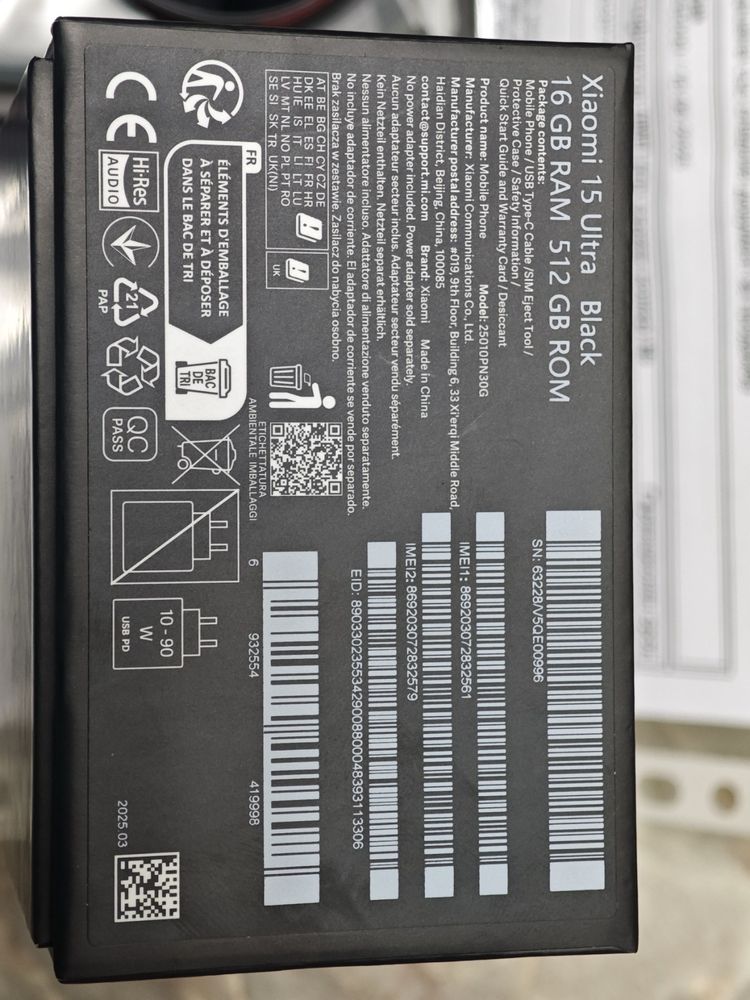 Xiaomi 15 Ultra Black
16 GB RAM 512 GB ROM
Package contents:
Mobile Phone / USB Type-C Cable /SIM Eject Tool /
Protective Case / Safety Information /
Quick Start Guide and Warranty Card / Desiccant
Product name: Mobile Phone Model: 25010PN30G
Manufacturer: Xiaomi Communications Co., Ltd.
Manufacturer postal address: #019, 9th Floor, Building 6, 33 Xi'erqi Middle Road,
Haidian District, Beijing, China, 100085
contact@support.mi.com Brand: Xiaomi Made in China
No power adapter included. Power adapter sold separately.
Aucun adaptateur secteur inclus. Adaptateur secteur vendu séparément.
Kein Netzteil enthalten. Netzteil separat erhältlich.
Nessun alimentatore incluso. Adattatore di alimentazione venduto separatamente.
No incluye adaptador de corriente. El adaptador de corriente se vende por separado.
Brak zasilacza w zestawie. Zasilacz do nabycia osobno.
SN: 63228/V5QE00996
IMEI1: 869203072832561
IMEI2: 869203072832579
EID: 89033023553429008800048393113306
6 932554 419998
AT BE BG CH CY CZ DE
DK EE EL ES FI FR HR
HU IE IS IT LI LT LU
LV MT NL NO PL PT RO
SE SI SK TR UK(NI)
UK
ETICHETTATURA
AMBIENTALE IMBALLAGGI
FR
ÉLÉMENTS D'EMBALLAGE
À SÉPARER ET À DÉPOSER
DANS LE BAC DE TRI
BAC
DE
TRI
CE
Hi-Res
AUDIO
21
PAP
QC
PASS
10 - 90
W
USB PD
2025.03